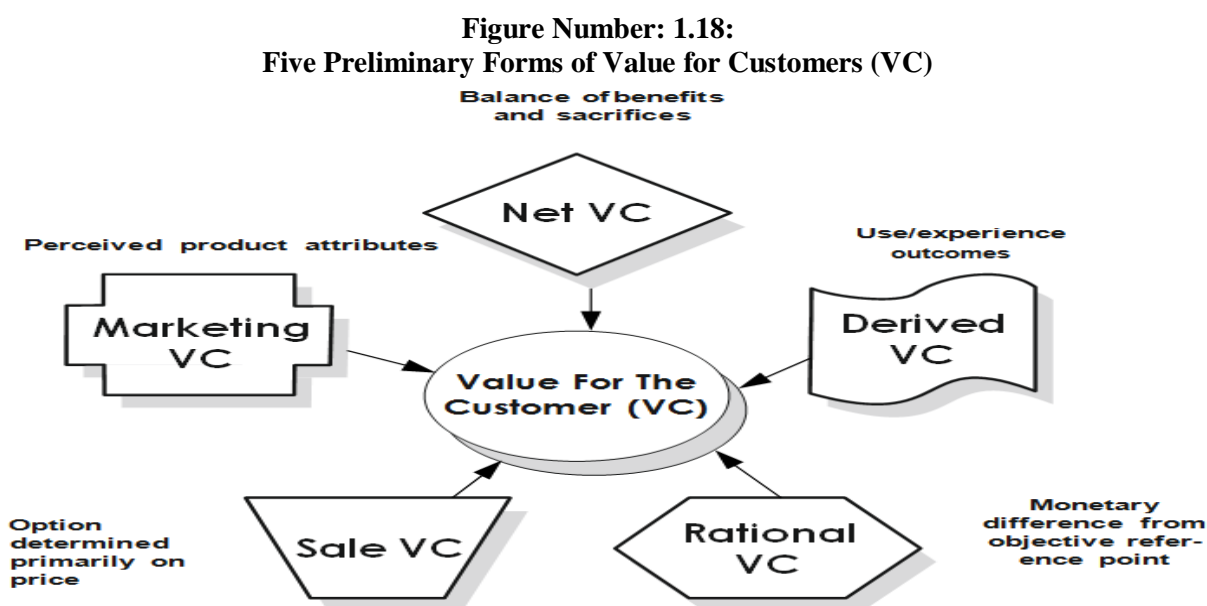 Figure Number: 1.18:
Five Preliminary Forms of Value for Customers (VC)
Balance of benefits
and sacrifices
Net VC
Perceived product attributes
Marketing
VC
Use/experience
outcomes
Derived
VC
Value For The
Customer (VC)
Option
determined
primarily on
price
Sale VC
Rational
VC
Monetary
difference from
objective refer-
ence point